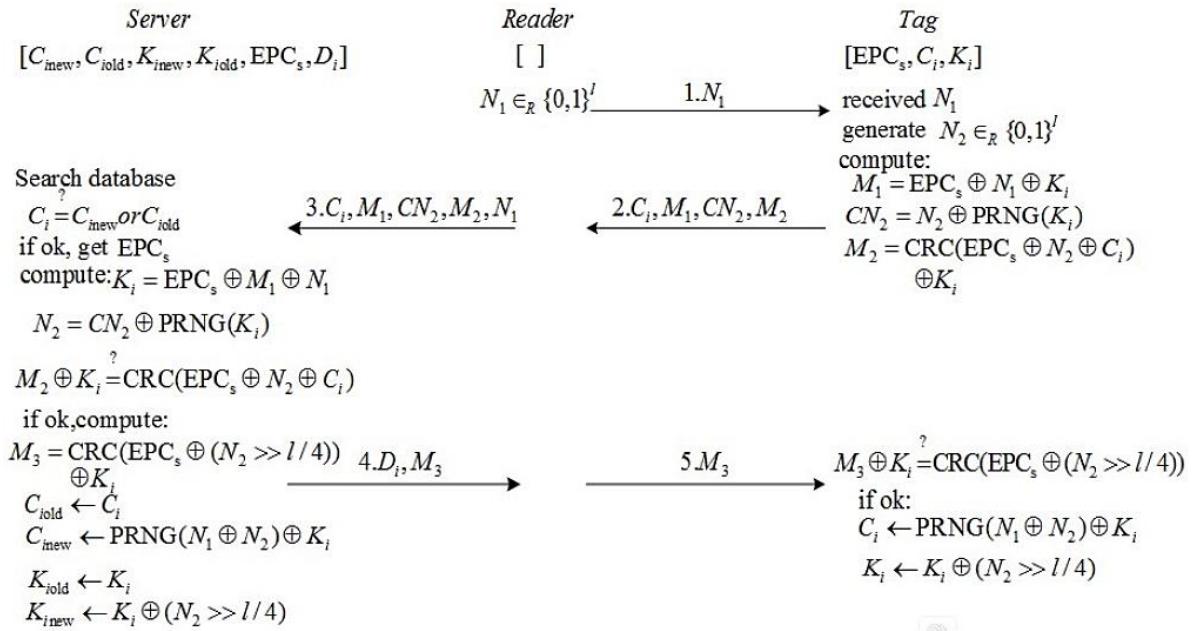 Server Reader Tag
[C_inew, C_iold, K_inew, K_iold, EPC_s, D_i] [ ] [EPC_s, C_i, K_i]
N_1 ∈_R {0,1}^l 1.N_1 received N_1
generate N_2 ∈_R {0,1}^l
compute:
Search database M_1 = EPC_s ⊕ N_1 ⊕ K_i
C_i ?= C_inew or C_iold 3.C_i, M_1, CN_2, M_2, N_1 2.C_i, M_1, CN_2, M_2 CN_2 = N_2 ⊕ PRNG(K_i)
if ok, get EPC_s M_2 = CRC(EPC_s ⊕ N_2 ⊕ C_i)
compute: K_i = EPC_s ⊕ M_1 ⊕ N_1 ⊕K_i
N_2 = CN_2 ⊕ PRNG(K_i)
M_2 ⊕ K_i ?= CRC(EPC_s ⊕ N_2 ⊕ C_i)
if ok,compute:
M_3 = CRC(EPC_s ⊕ (N_2 >> l/4)) 4.D_i, M_3 5.M_3 M_3 ⊕ K_i ?= CRC(EPC_s ⊕ (N_2 >> l/4))
⊕K_i if ok:
C_iold ← C_i C_i ← PRNG(N_1 ⊕ N_2) ⊕ K_i
C_inew ← PRNG(N_1 ⊕ N_2) ⊕ K_i
K_iold ← K_i K_i ← K_i ⊕ (N_2 >> l/4)
K_inew ← K_i ⊕ (N_2 >> l/4)